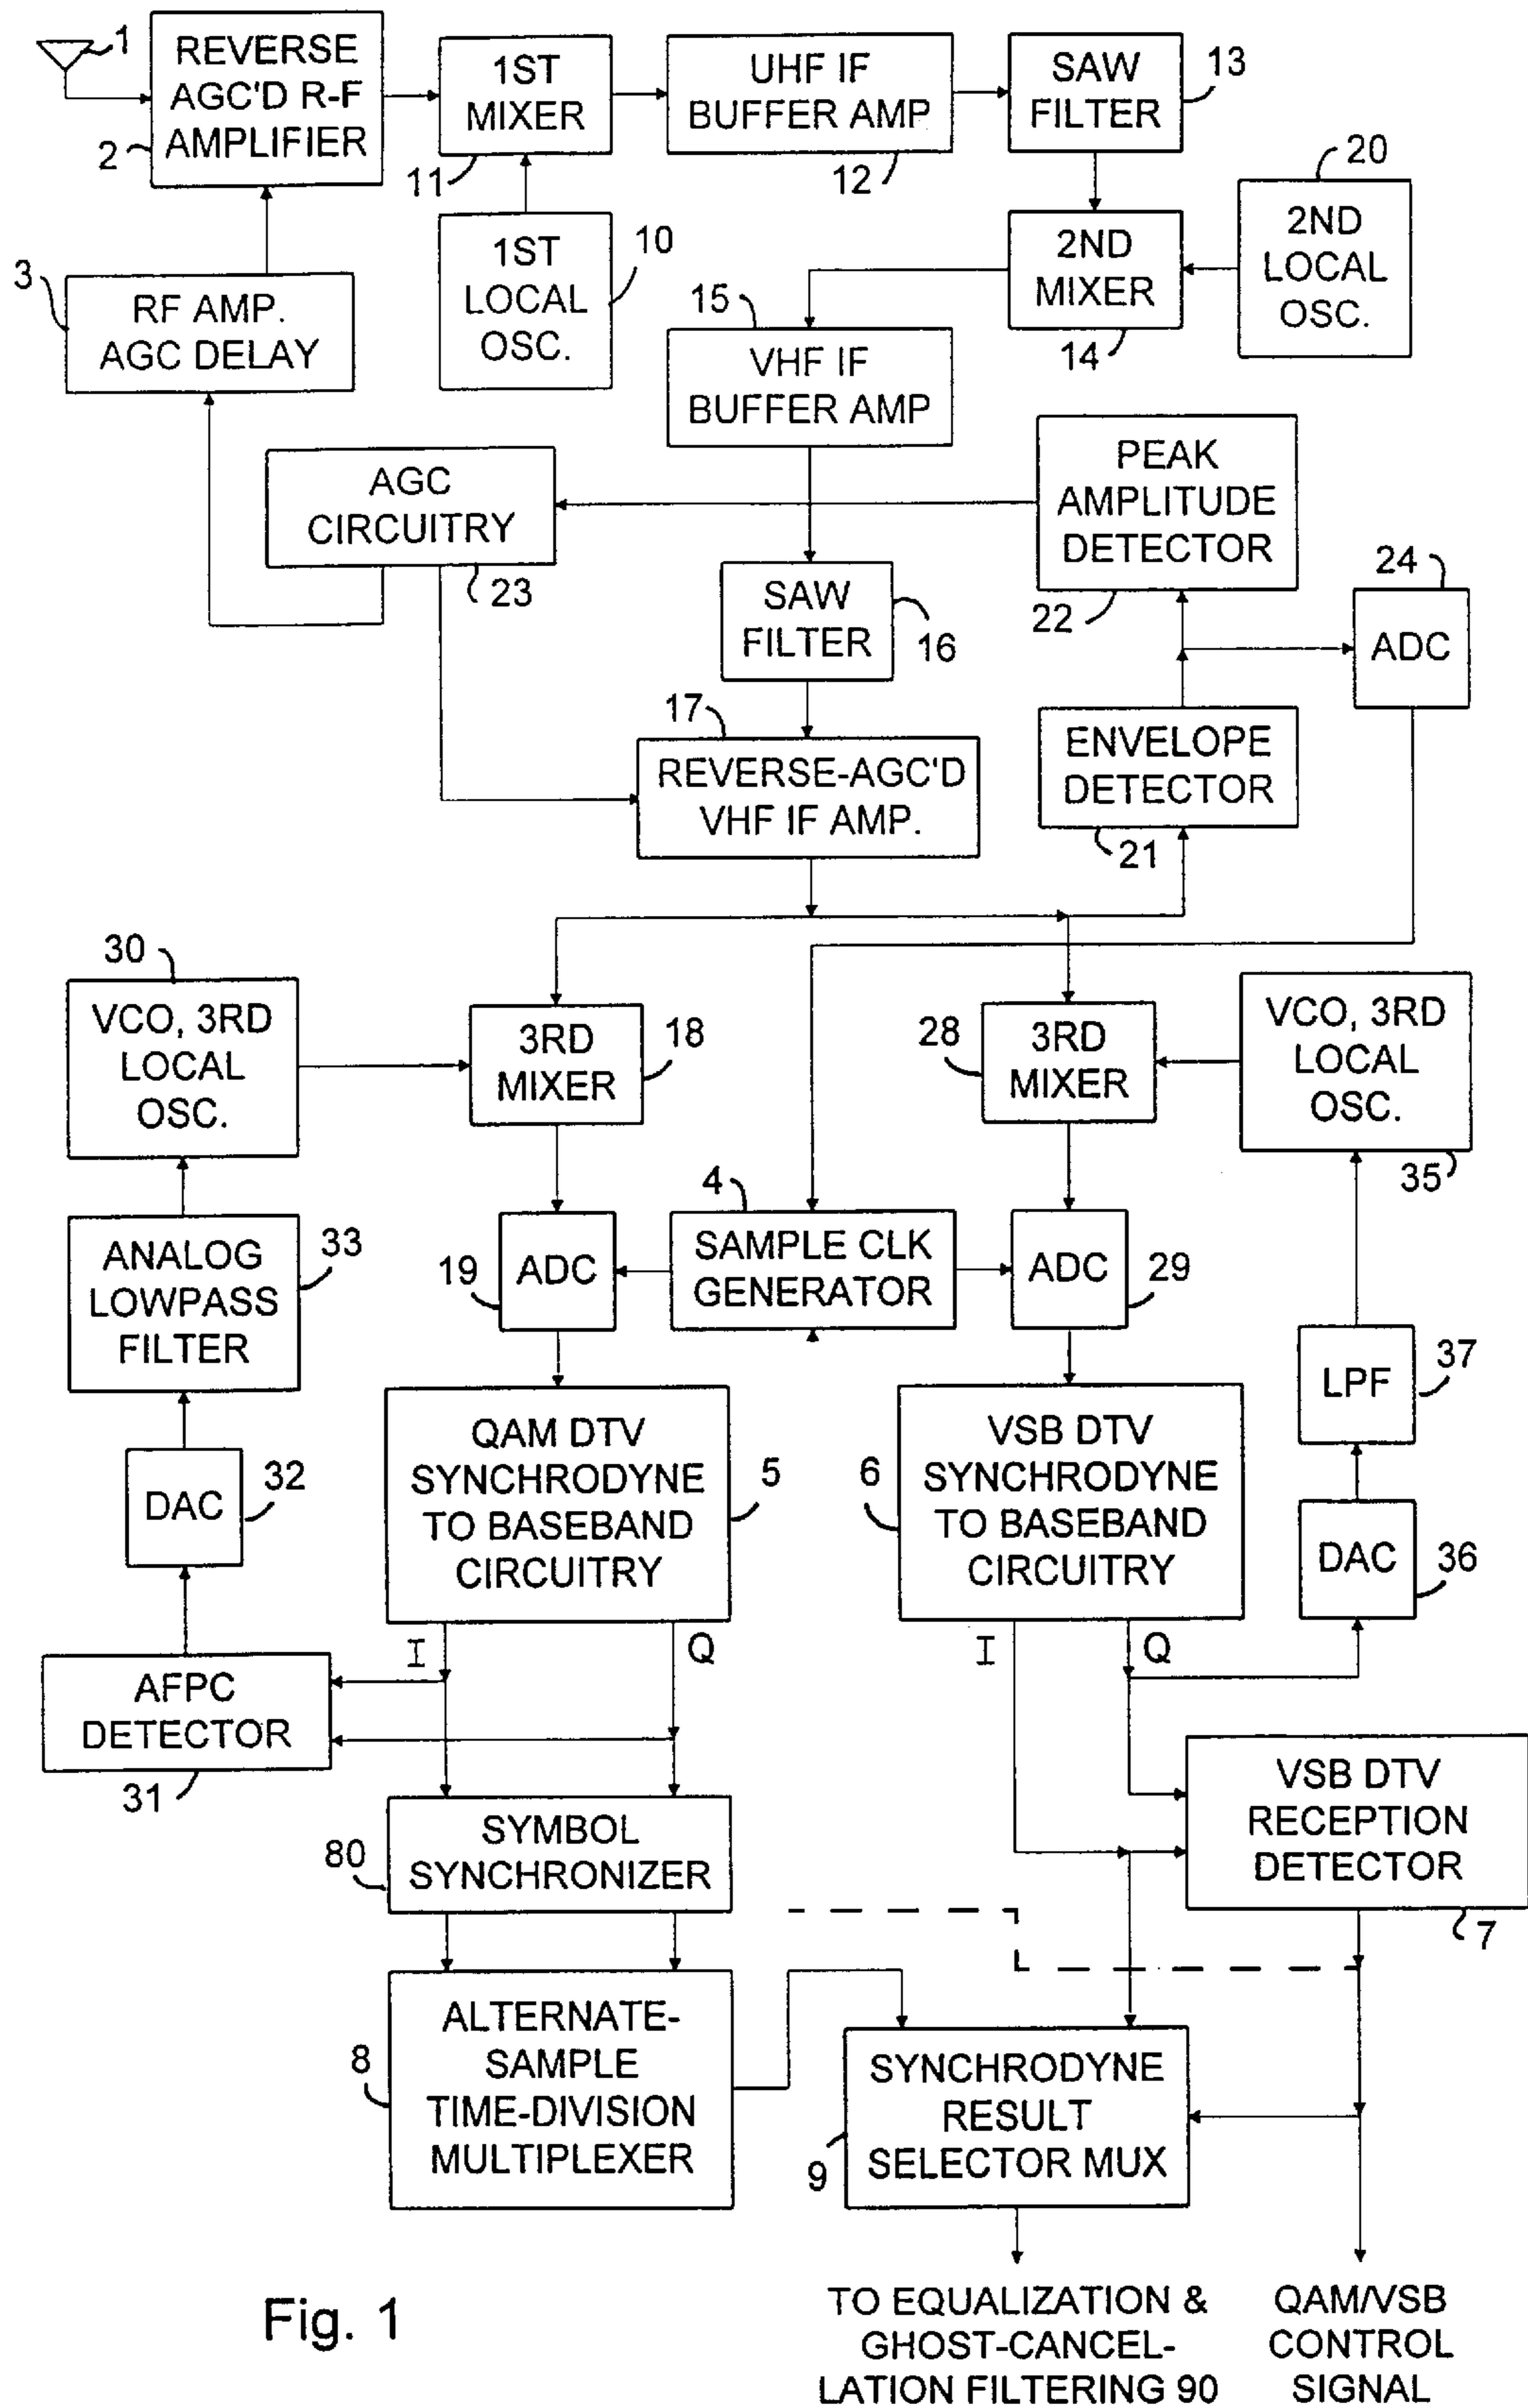 1
REVERSE
AGC'D R-F
AMPLIFIER
2
1ST
MIXER
11
UHF IF
BUFFER AMP
12
SAW
FILTER
13
20
2ND
LOCAL
OSC.
2ND
MIXER
14
1ST
LOCAL
OSC.
10
3
RF AMP.
AGC DELAY
15
VHF IF
BUFFER AMP
AGC
CIRCUITRY
23
PEAK
AMPLITUDE
DETECTOR
22
24
ADC
SAW
FILTER
16
17
REVERSE-AGC'D
VHF IF AMP.
ENVELOPE
DETECTOR
21
30
VCO, 3RD
LOCAL
OSC.
3RD
MIXER
18
28
3RD
MIXER
VCO, 3RD
LOCAL
OSC.
35
ANALOG
LOWPASS
FILTER
33
19
ADC
4
SAMPLE CLK
GENERATOR
ADC
29
LPF
37
DAC
32
QAM DTV
SYNCHRODYNE
TO BASEBAND
CIRCUITRY
5
6
VSB DTV
SYNCHRODYNE
TO BASEBAND
CIRCUITRY
DAC
36
I
Q
I
Q
AFPC
DETECTOR
31
VSB DTV
RECEPTION
DETECTOR
7
80
SYMBOL
SYNCHRONIZER
8
ALTERNATE-
SAMPLE
TIME-DIVISION
MULTIPLEXER
9
SYNCHRODYNE
RESULT
SELECTOR MUX
TO EQUALIZATION &
GHOST-CANCEL-
LATION FILTERING 90
QAM/VSB
CONTROL
SIGNAL
Fig. 1